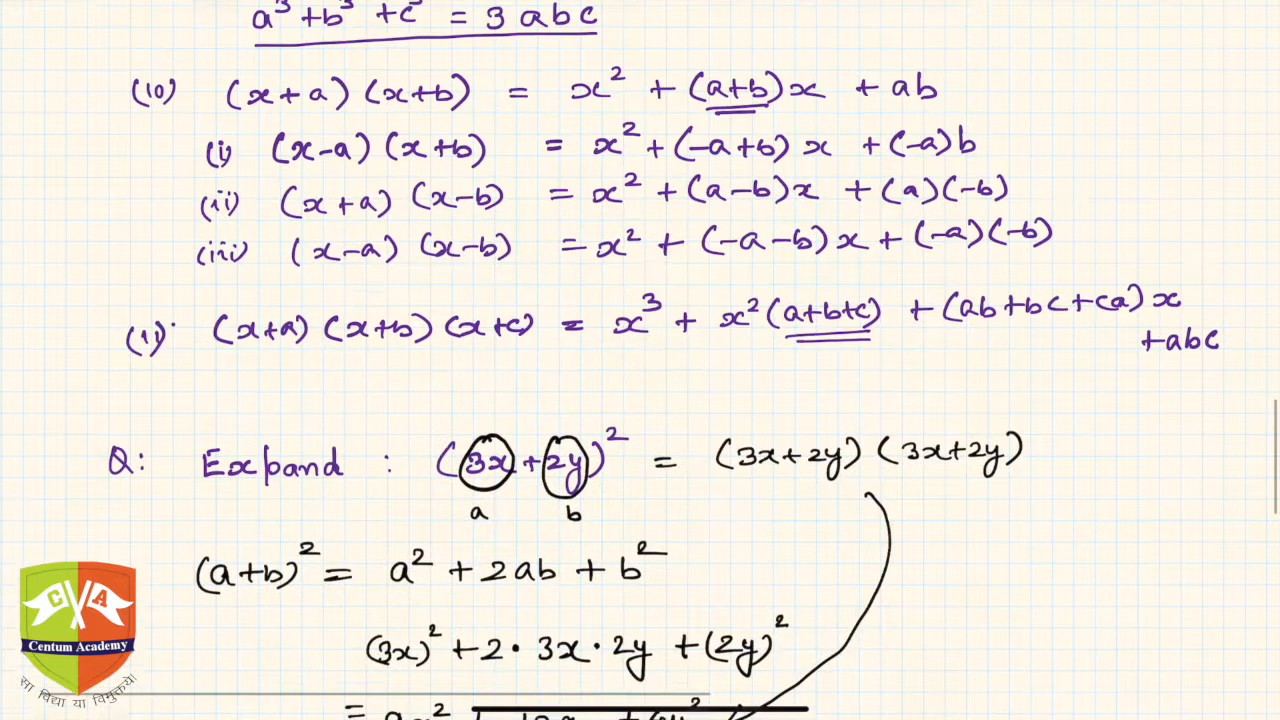 a³ + b³ + c³ = 3abc
(10) (x+a) (x+b) = x² + (a+b)x + ab
(i) (x-a) (x+b) = x² + (-a+b)x + (-a)b
(ii) (x+a) (x-b) = x² + (a-b)x + (a)(-b)
(iii) (x-a) (x-b) = x² + (-a-b)x + (-a)(-b)
(11) (x+a) (x+b) (x+c) = x³ + x²(a+b+c) + (ab+bc+ca)x
+abc
Q: Expand : (3x+2y)² = (3x+2y) (3x+2y)
a b
(a+b)² = a² + 2ab + b²
(3x)² + 2·3x·2y + (2y)²
C A
Centum Academy
सा विद्या या विमुक्तये।